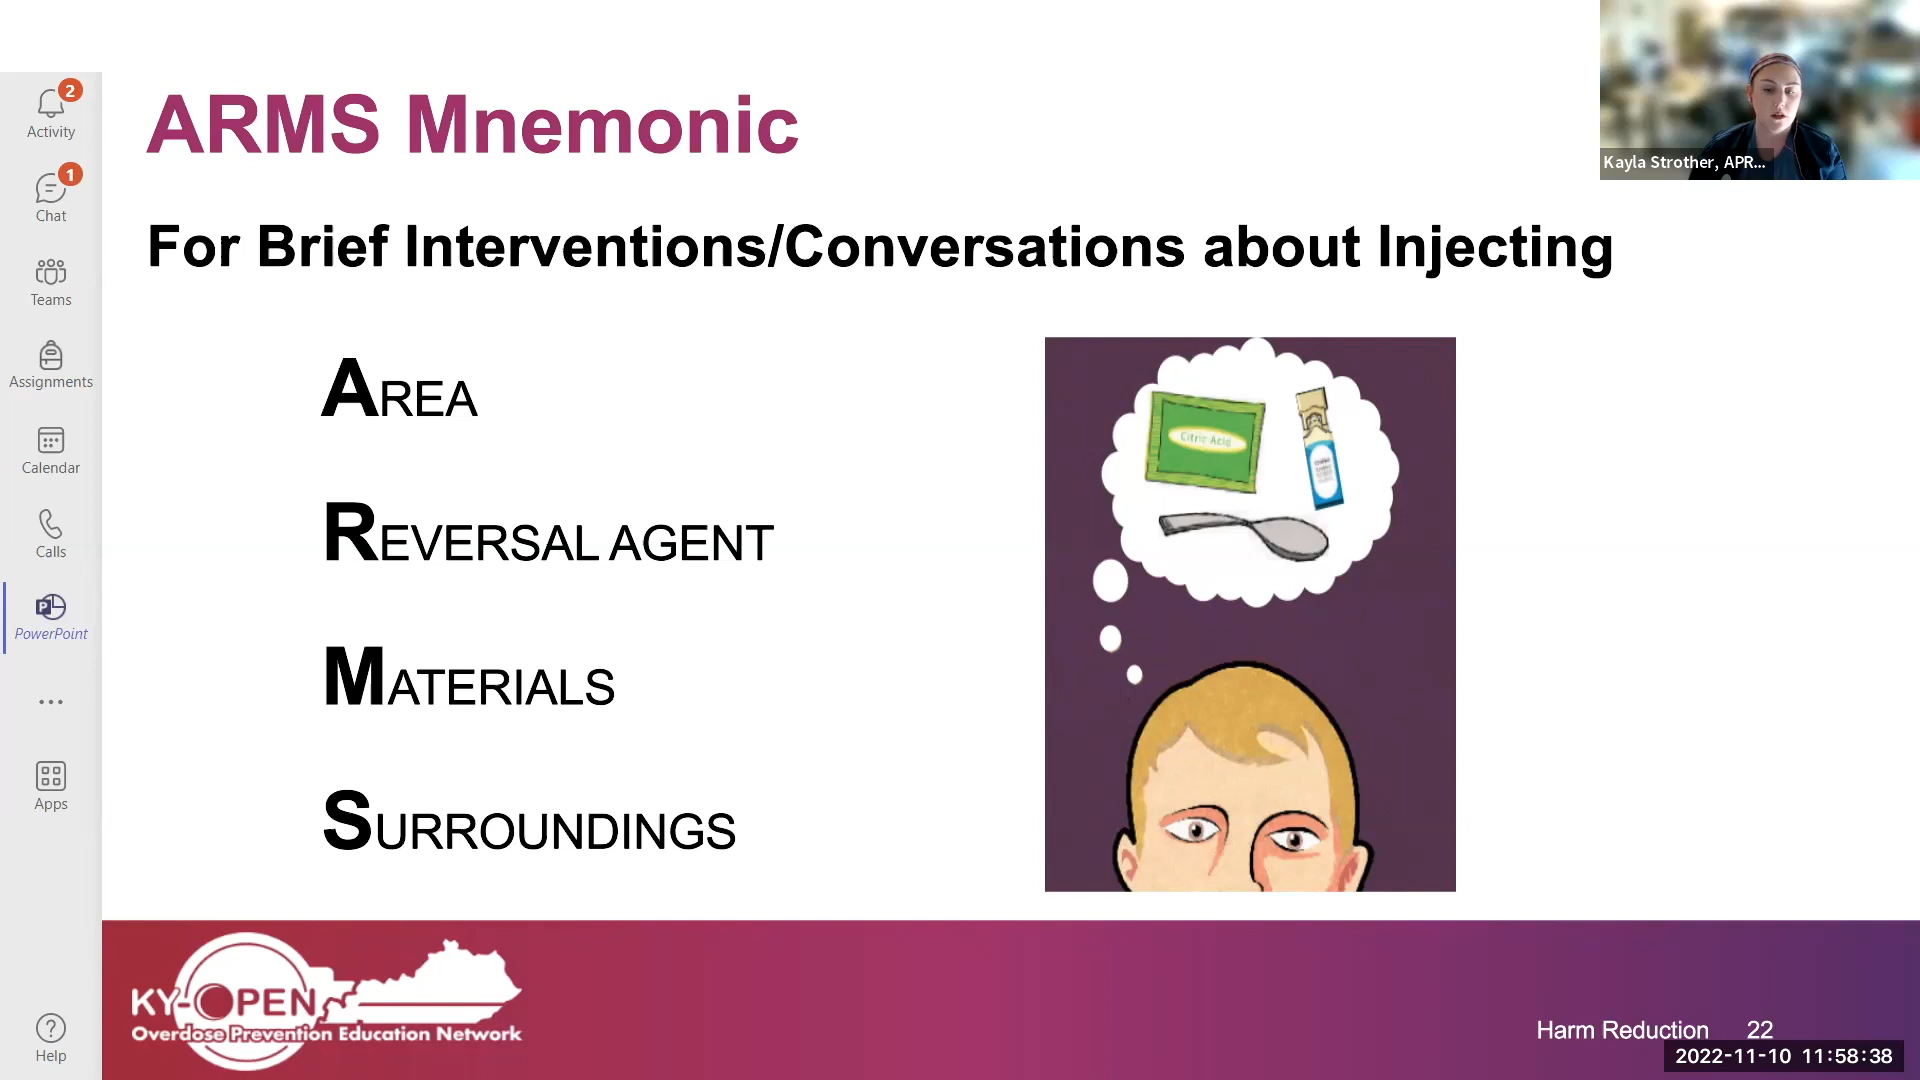 2
Activity
1
Chat
Teams
Assignments
Calendar
Calls
PowerPoint
Apps
Help
ARMS Mnemonic
Kayla Strother, APR...
For Brief Interventions/Conversations about Injecting
AREA
REVERSAL AGENT
MATERIALS
SURROUNDINGS
Citric Acid
KY-OPEN
Overdose Prevention Education Network
Harm Reduction 22
2022-11-10 11:58:38